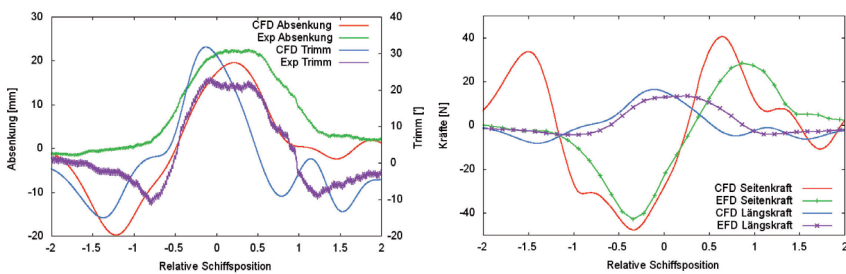 CFD Absenkung
Exp Absenkung
CFD Trimm
Exp Trimm
30
20
10
0
-10
-20
Absenkung [mm]
40
30
20
10
0
-10
-20
Trimm [']
-2 -1.5 -1 -0.5 0 0.5 1 1.5 2
Relative Schiffsposition
40
20
0
-20
-40
Kräfte [N]
CFD Seitenkraft
EFD Seitenkraft
CFD Längskraft
EFD Längskraft
-2 -1.5 -1 -0.5 0 0.5 1 1.5 2
Relative Schiffsposition